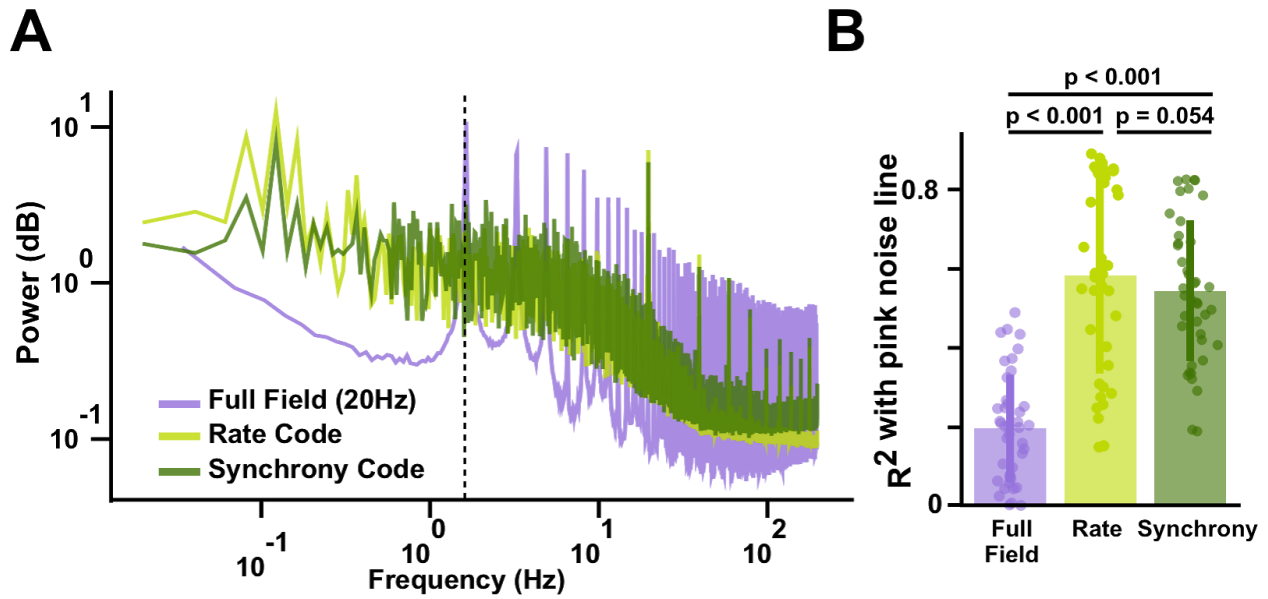 A
B
p < 0.001
p < 0.001 p = 0.054
10 1
10 0
10 -1
Power (dB)
Full Field (20Hz)
Rate Code
Synchrony Code
10 -1
10 0
10 1
10 2
Frequency (Hz)
R2 with pink noise line
0.8
0
Full
Field
Rate
Synchrony